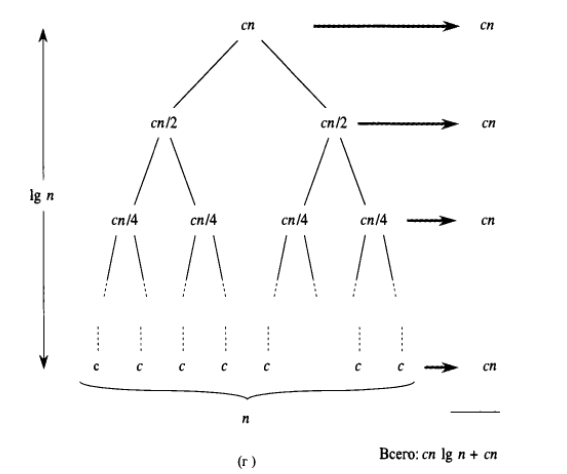 cn cn
cn/2 cn/2 cn
lg n
cn/4 cn/4 cn/4 cn/4 cn
c c c c c c c cn
n
(г)
Всего: cn lg n + cn